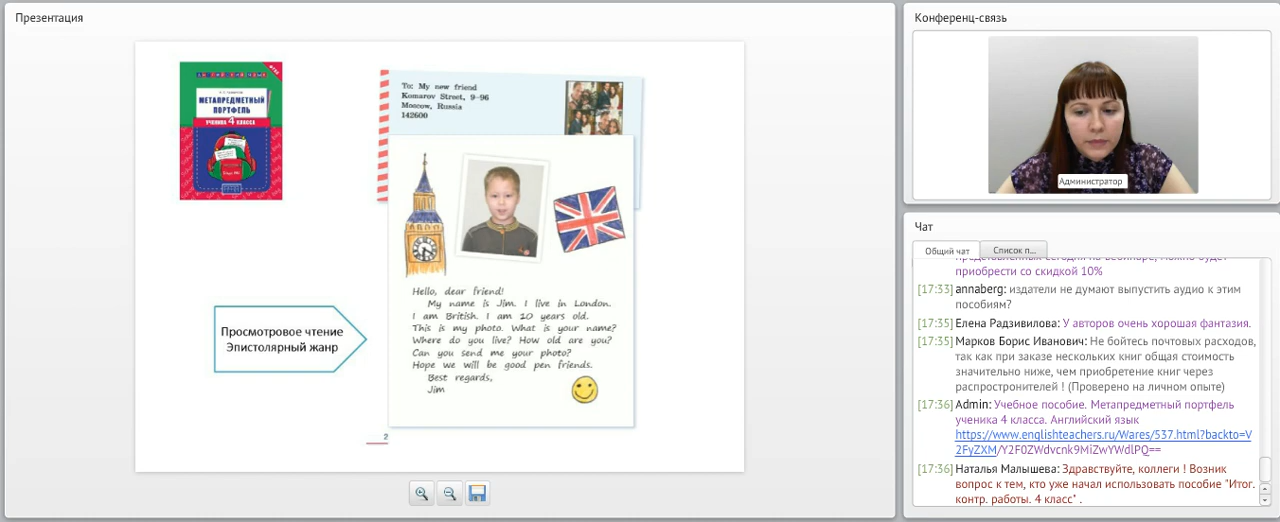 Презентация
АНГЛИЙСКИЙ ЯЗЫК
МЕТАПРЕДМЕТНЫЙ
ПОРТФЕЛЬ
УЧЕНИКА 4 КЛАССА
To: My new friend
Komarov Street, 9-96
Moscow, Russia
142600
Hello, dear friend!
My name is Jim. I live in London.
I am British. I am 10 years old.
This is my photo. What is your name?
Where do you live? How old are you?
Can you send me your photo?
Hope we will be good pen friends.
Best regards,
Jim
Просмотровое чтение
Эпистолярный жанр
2
Конференц-связь
Администратор
Чат
Общий чат
Список п...
приобрести со скидкой 10%
[17:33] annaberg: издатели не думают выпустить аудио к этим
пособиям?
[17:35] Елена Радзивилова: У авторов очень хорошая фантазия.
[17:35] Марков Борис Иванович: Не бойтесь почтовых расходов,
так как при заказе нескольких книг общая стоимость
значительно ниже, чем приобретение книг через
распростронителей ! (Проверено на личном опыте)
[17:36] Admin: Учебное пособие. Метапредметный портфель
ученика 4 класса. Английский язык
https://www.englishteachers.ru/Wares/537.html?backto=V
2FyZXM/Y2F0ZWdvcnk9MiZwYWdlPQ==
[17:36] Наталья Малышева: Здравствуйте, коллеги ! Возник
вопрос к тем, кто уже начал использовать пособие "Итог.
контр. работы. 4 класс" .